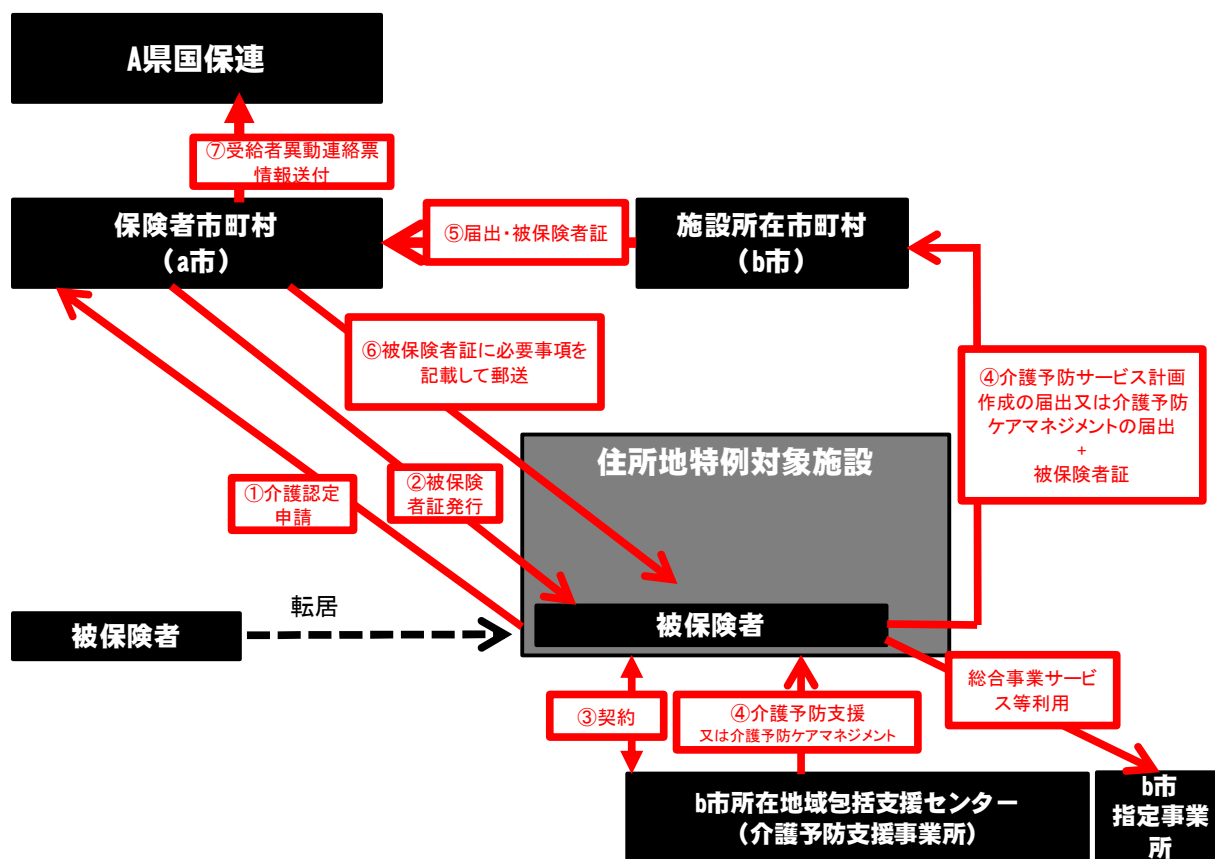 A県国保連
⑦受給者異動連絡票
情報送付
保険者市町村
（a市）
⑤届出・被保険者証
施設所在市町村
（b市）
⑥被保険者証に必要事項を
記載して郵送
④介護予防サービス計画
作成の届出又は介護予防
ケアマネジメントの届出
+
被保険者証
住所地特例対象施設
①介護認定
申請
②被保険
者証発行
転居
被保険者
被保険者
総合事業サービ
ス等利用
③契約
④介護予防支援
又は介護予防ケアマネジメント
b市所在地域包括支援センター
（介護予防支援事業所）
b市
指定事業
所